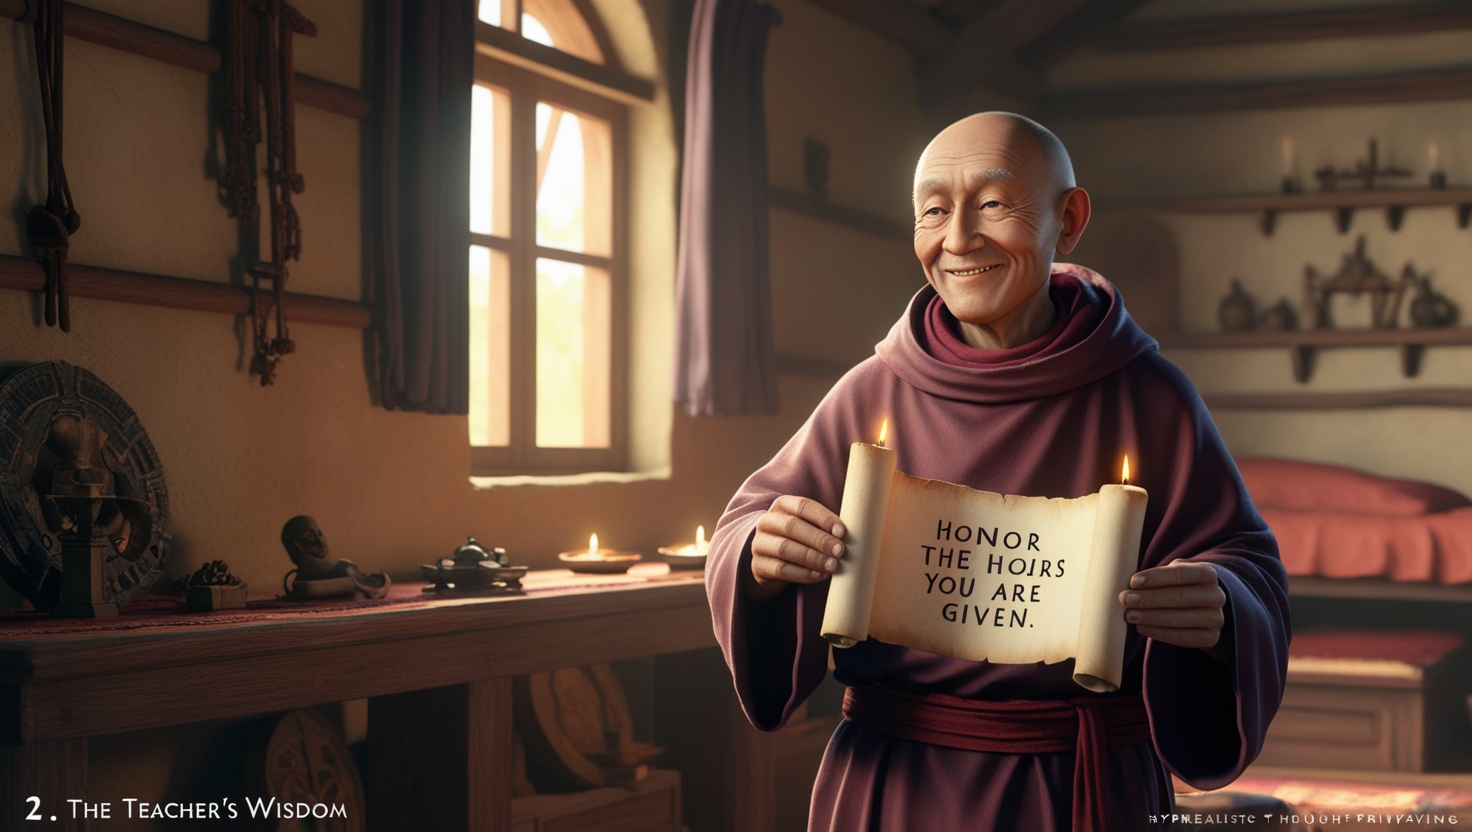 HONOR
THE HOIRS
YOU ARE
GIVEN.
2. THE TEACHER'S WISDOM